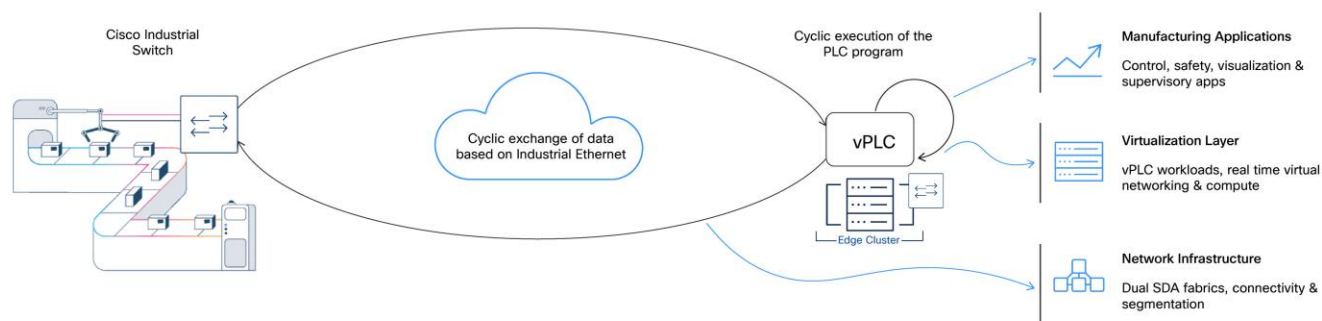 Cisco Industrial
Switch
Cyclic exchange of data
based on Industrial Ethernet
Cyclic execution of the
PLC program
vPLC
Edge Cluster
Manufacturing Applications
Control, safety, visualization &
supervisory apps
Virtualization Layer
vPLC workloads, real time virtual
networking & compute
Network Infrastructure
Dual SDA fabrics, connectivity &
segmentation